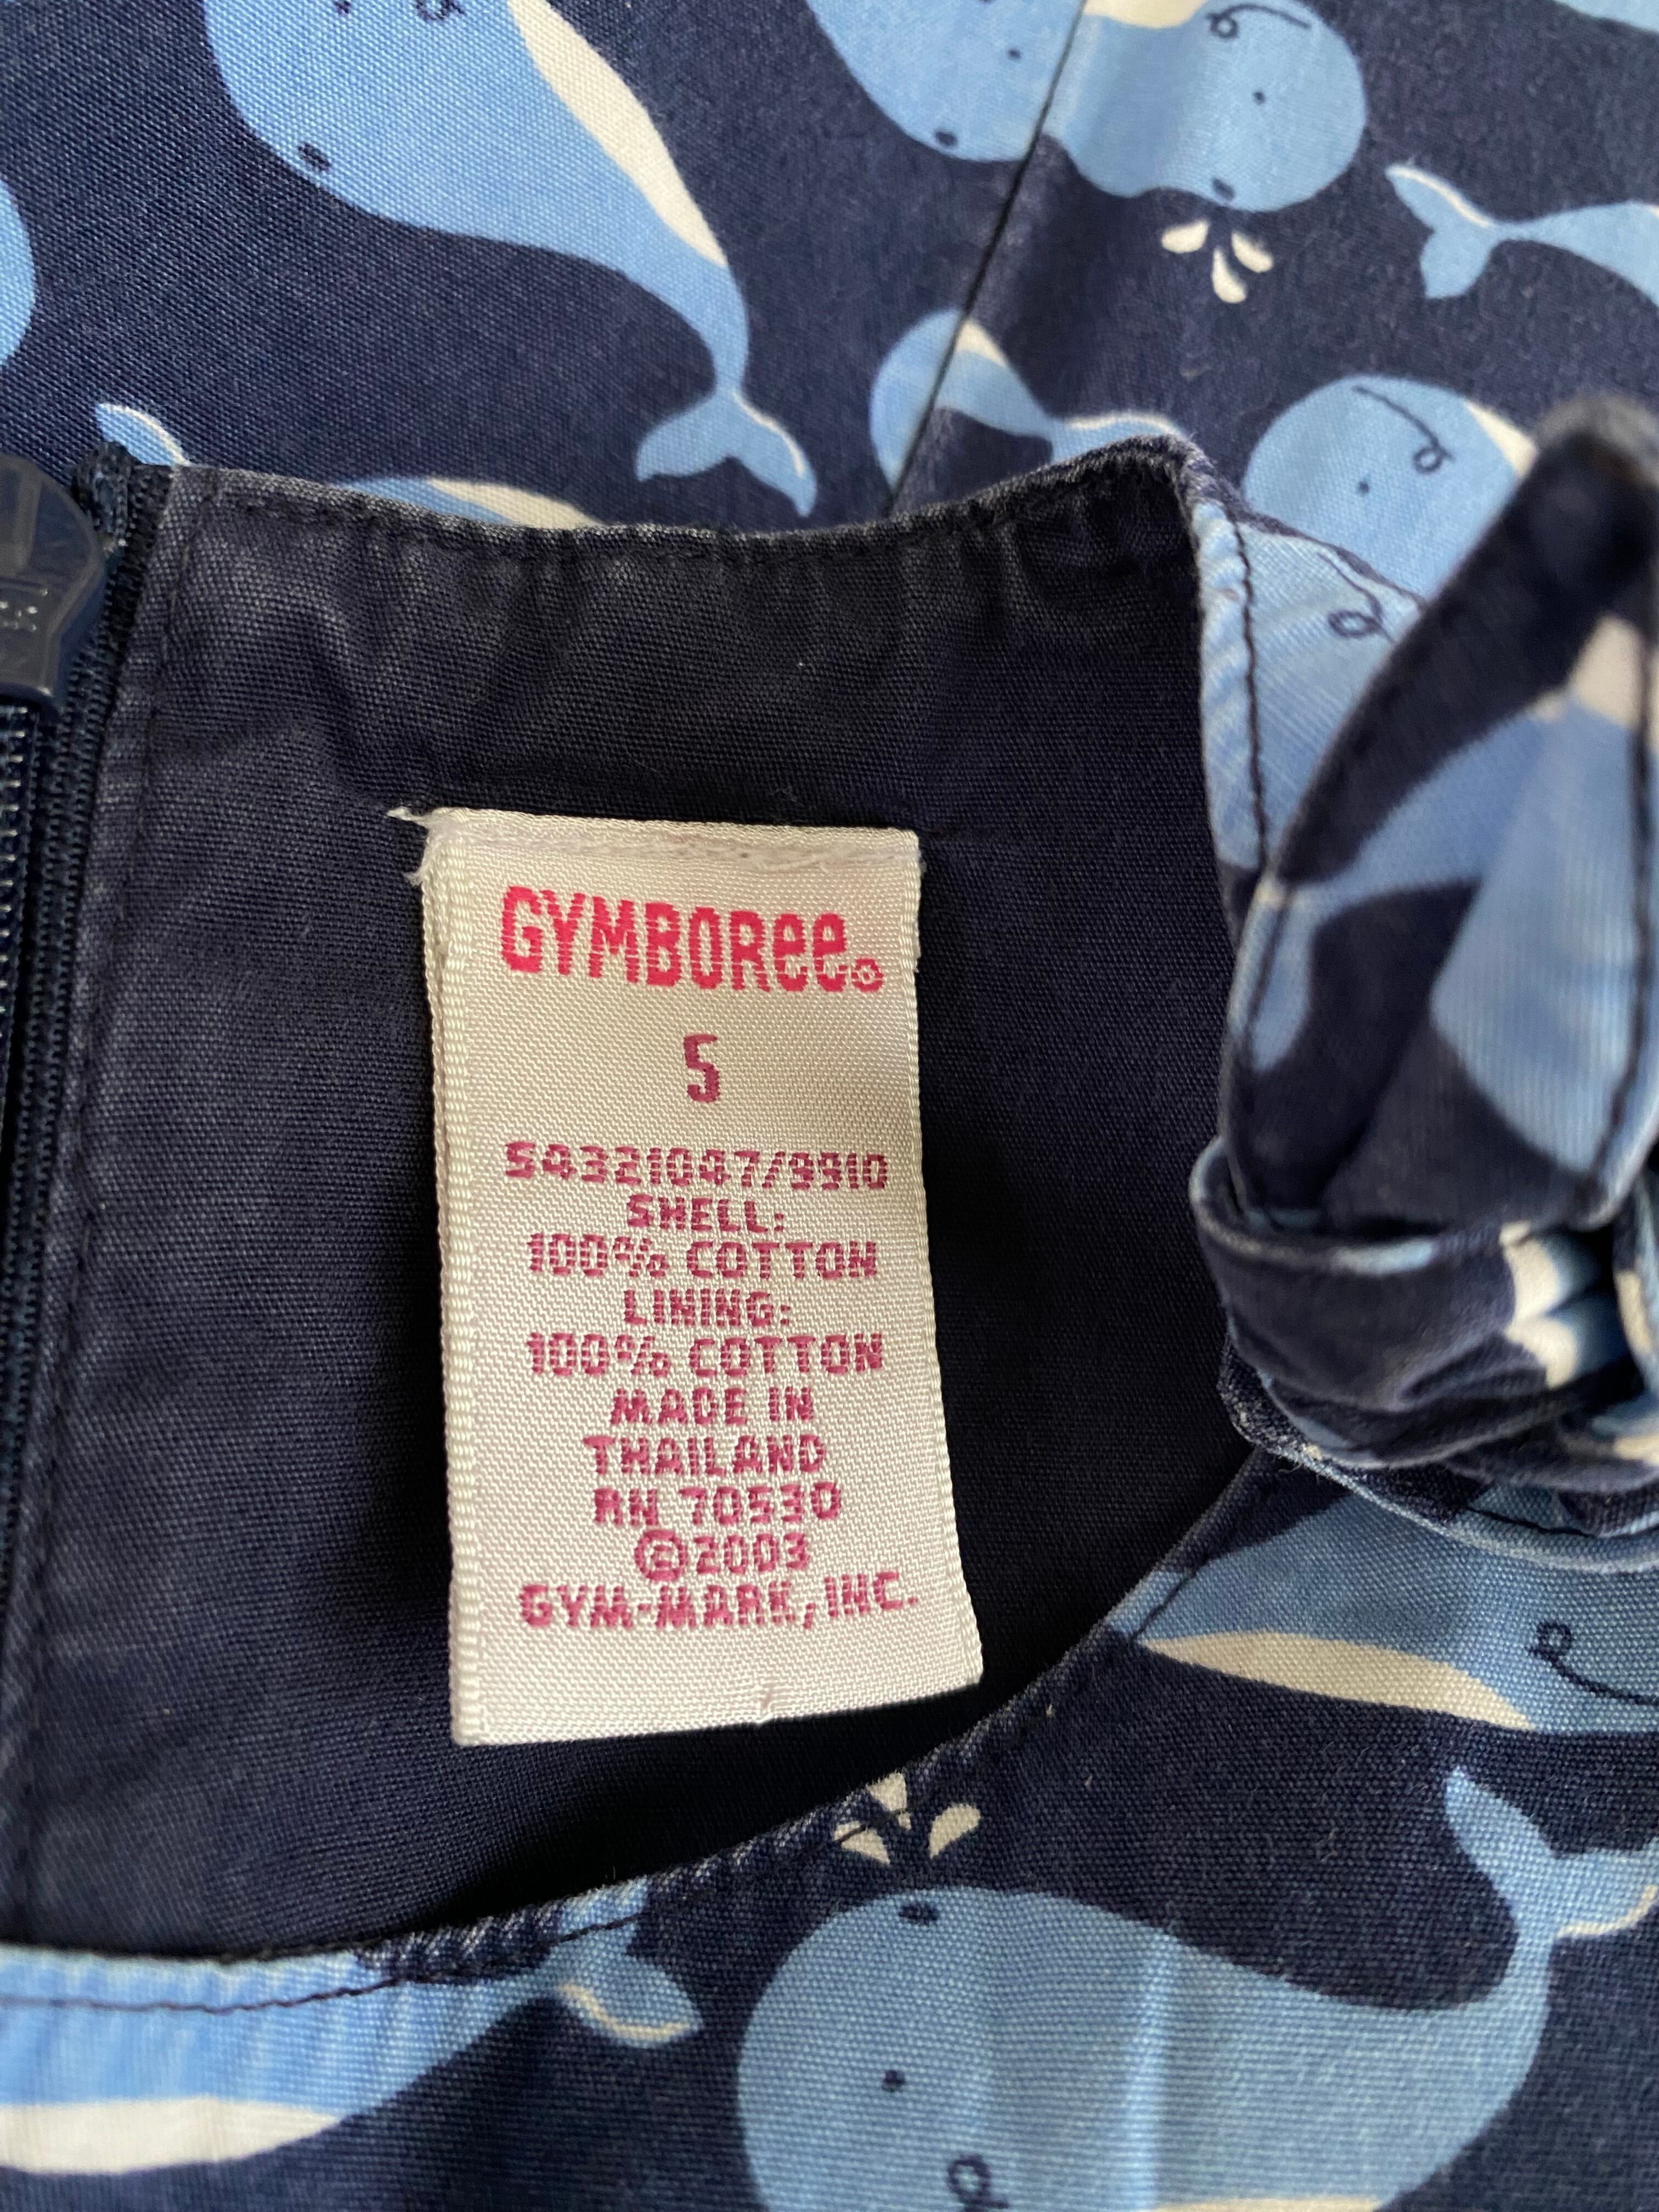 GYMBOREE®
5
54321047/9910
SHELL:
100% COTTON
LINING:
100% COTTON
MADE IN
THAILAND
RN 70530
©2003
GYM-MARK, INC.